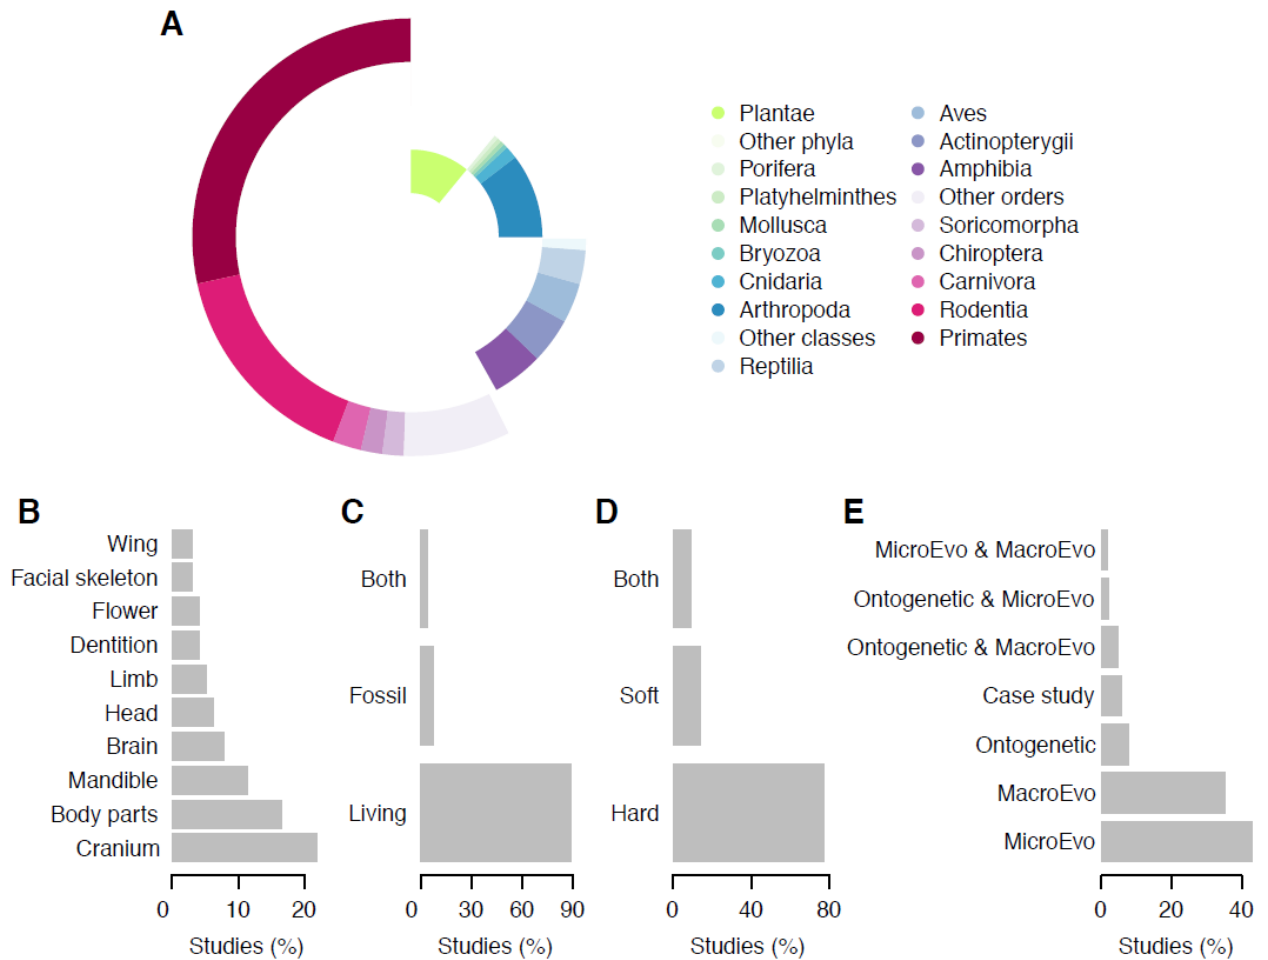 A
Plantae
Other phyla
Porifera
Platyhelminthes
Mollusca
Bryozoa
Cnidaria
Arthropoda
Other classes
Reptilia
Aves
Actinopterygii
Amphibia
Other orders
Soricomorpha
Chiroptera
Carnivora
Rodentia
Primates
B
Wing
Facial skeleton
Flower
Dentition
Limb
Head
Brain
Mandible
Body parts
Cranium
0 10 20
Studies (%)
C
Both
Fossil
Living
0 30 60 90
Studies (%)
D
Both
Soft
Hard
0 40 80
Studies (%)
E
MicroEvo & MacroEvo
Ontogenetic & MicroEvo
Ontogenetic & MacroEvo
Case study
Ontogenetic
MacroEvo
MicroEvo
0 20 40
Studies (%)